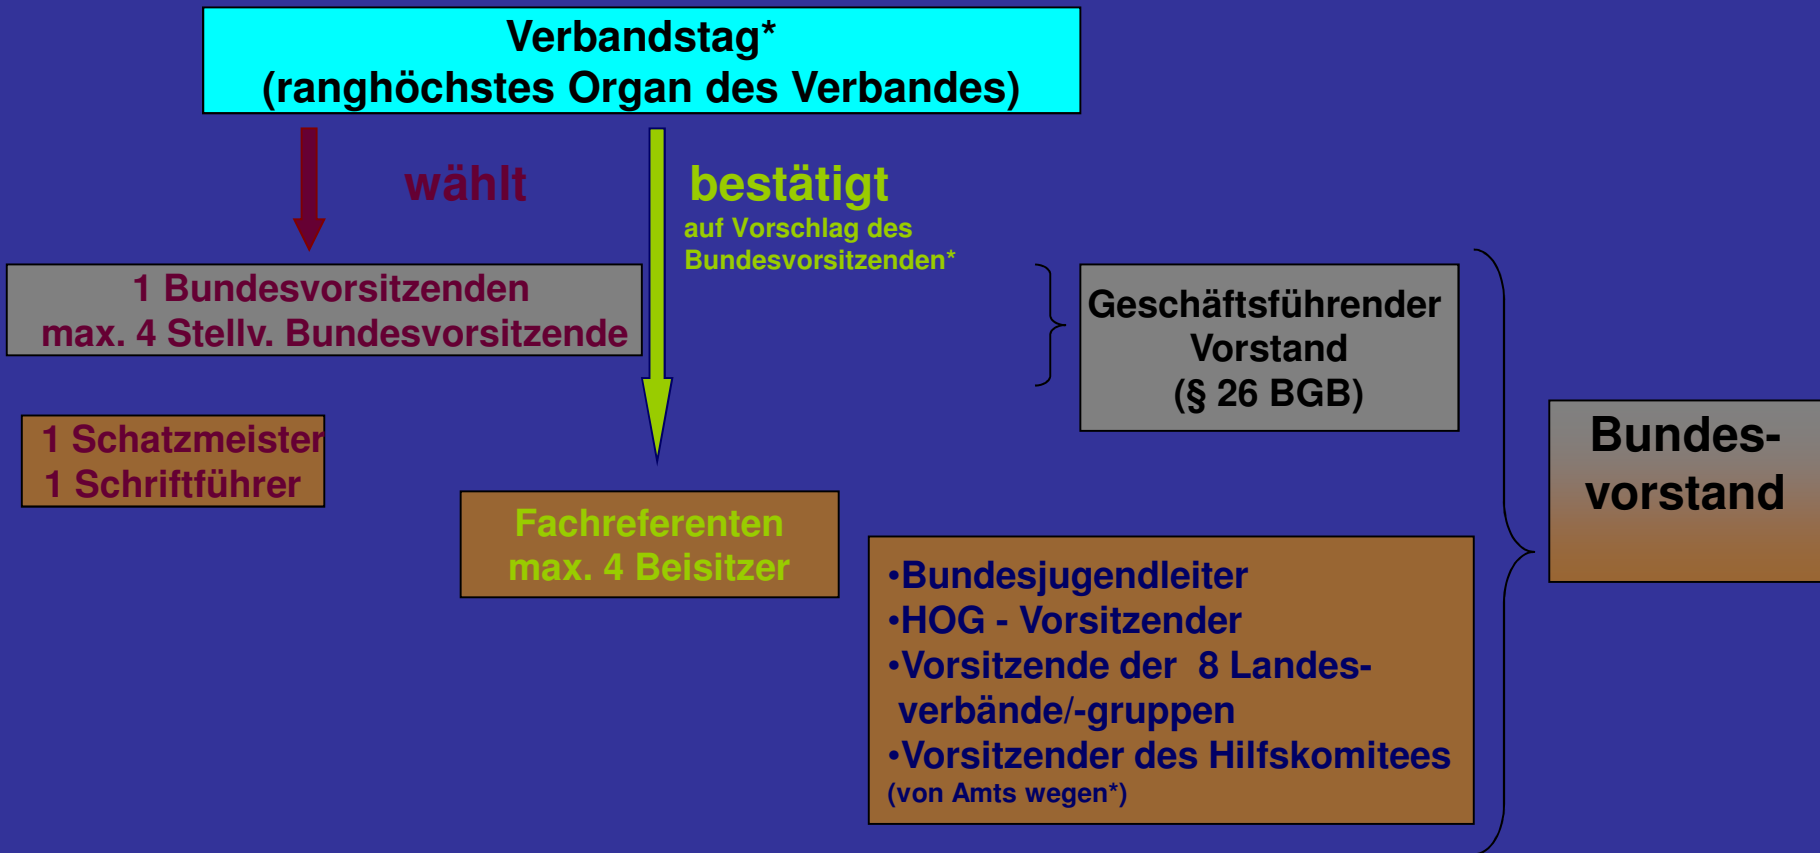 Verbandstag*
(ranghöchstes Organ des Verbandes)
wählt
bestätigt
auf Vorschlag des
Bundesvorsitzenden*
1 Bundesvorsitzenden
max. 4 Stellv. Bundesvorsitzende
Geschäftsführender
Vorstand
(§ 26 BGB)
1 Schatzmeister
1 Schriftführer
Bundes-
vorstand
Fachreferenten
max. 4 Beisitzer
•Bundesjugendleiter
•HOG - Vorsitzender
•Vorsitzende der 8 Landes-
verbände/-gruppen
•Vorsitzender des Hilfskomitees
(von Amts wegen*)